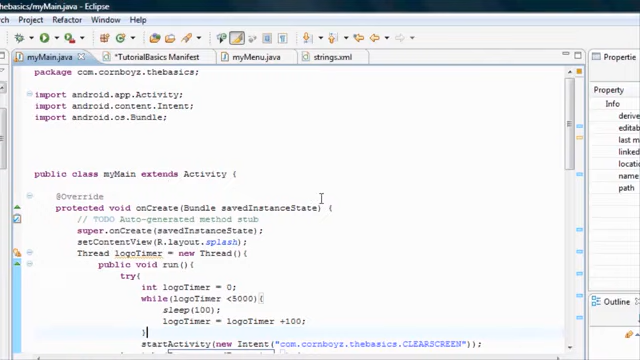 thebasics/myMain.java - Eclipse
Search Project Run Window Help
myMain.java *TutorialBasics Manifest myMenu.java strings.xml
Propertie
package com.cornboyz.thebasics;
import android.app.Activity;
import android.content.Intent;
import android.os.Bundle;
public class myMain extends Activity {
@Override
protected void onCreate(Bundle savedInstanceState) {
// TODO Auto-generated method stub
super.onCreate(savedInstanceState);
setContentView(R.layout.splash);
Thread logoTimer = new Thread(){
public void run(){
try{
int logoTimer = 0;
while(logoTimer <5000){
sleep(100);
logoTimer = logoTimer +100;
}
startActivity(new Intent("com.cornboyz.thebasics.CLEARSCREEN"));
Property
Info
derive
editab
last m
linked
locatio
name
path
Outline